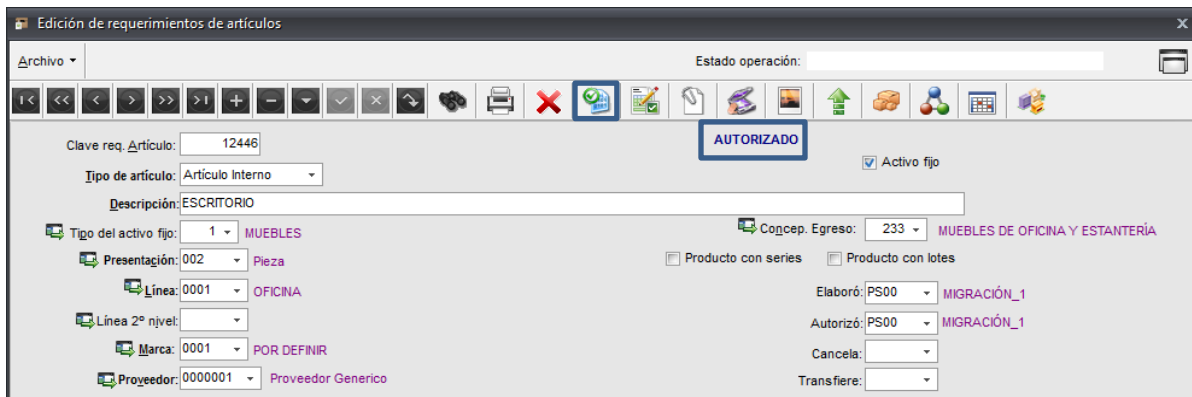 Edición de requerimientos de artículos x
Archivo Estado operación:
AUTORIZADO
Clave req. Artículo: 12446
Activo fijo
Tipo de artículo: Artículo Interno
Descripción: ESCRITORIO
Tipo del activo fijo: 1 MUEBLES Concep. Egreso: 233 MUEBLES DE OFICINA Y ESTANTERÍA
Presentación: 002 Pieza Producto con series Producto con lotes
Línea: 0001 OFICINA Elaboró: PS00 MIGRACIÓN_1
Línea 2º nivel: Autorizó: PS00 MIGRACIÓN_1
Marca: 0001 POR DEFINIR Cancela:
Proveedor: 0000001 Proveedor Generico Transfiere: